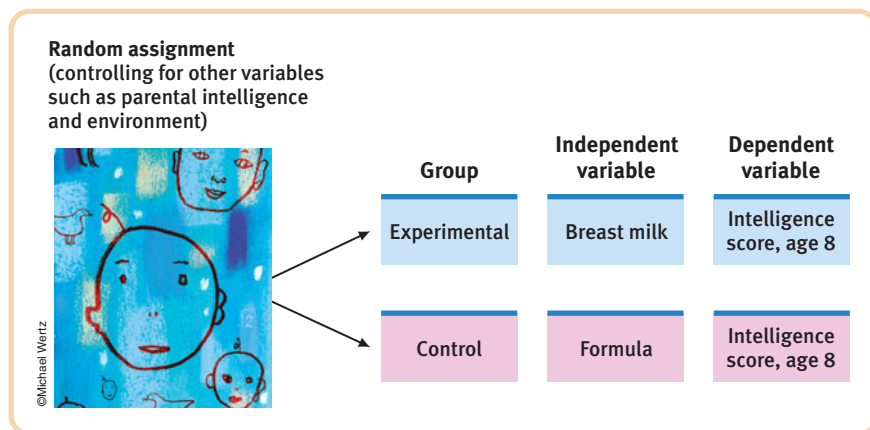 Random assignment
(controlling for other variables
such as parental intelligence
and environment)
Group
Independent
variable
Dependent
variable
Experimental
Breast milk
Intelligence
score, age 8
Control
Formula
Intelligence
score, age 8
©Michael Wertz